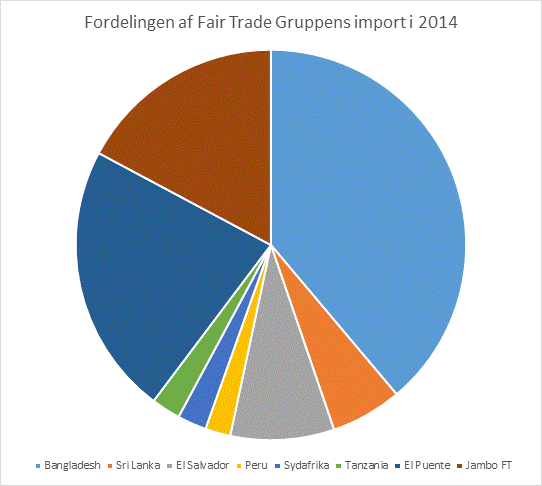 Fordelingen af Fair Trade Gruppens import i 2014
Bangladesh Sri Lanka El Salvador Peru Sydafrika Tanzania El Puente Jambo FT